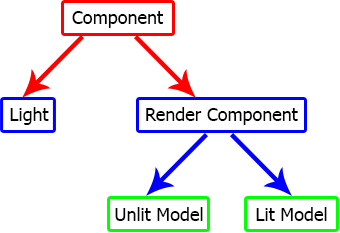 Component
Light
Render Component
Unlit Model
Lit Model